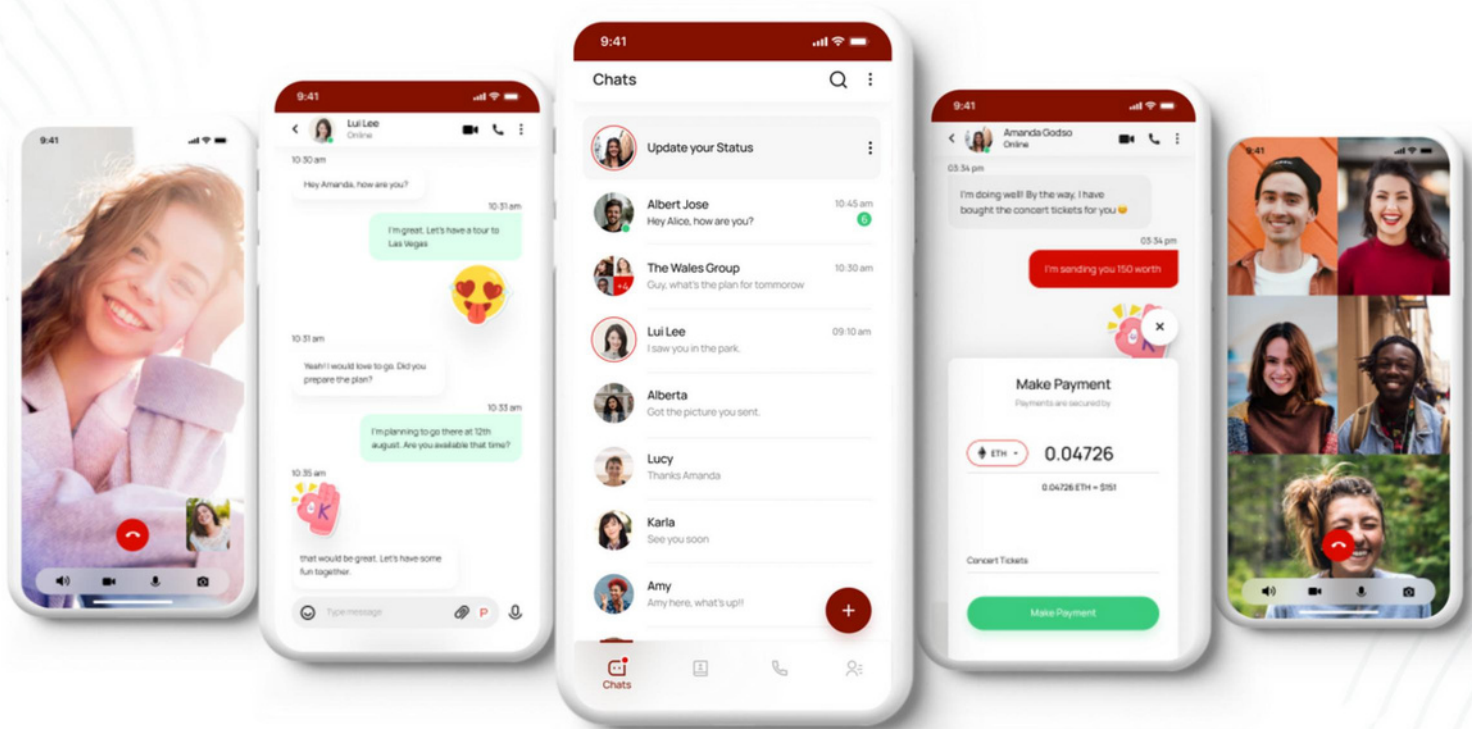 9:41
9:41
Lui Lee
Online
10:30 am
Hey Amanda, how are you?
10:31 am
I'm great. Let's have a tour to
Las Vegas
10:31 am
Yeah! I would love to go. Did you
prepare the plan?
10:33 am
I'm planning to go there at 12th
august. Are you available that time?
10:35 am
K
that would be great. Let's have some
fun together.
Type message
P
9:41
Chats
Update your Status
Albert Jose
10:45 am
Hey Alice, how are you?
6
The Wales Group
10:30 am
+4
Guy, what's the plan for tommorow
Lui Lee
09:10 am
I saw you in the park.
Alberta
Got the picture you sent.
Lucy
Thanks Amanda
Karla
See you soon
Amy
Amy here, what's up!!
+
Chats
9:41
Amanda Godso
Online
03:34 pm
I'm doing well! By the way, I have
bought the concert tickets for you 😀
03:34 pm
I'm sending you 150 worth
K
Make Payment
Payments are secured by
ETH
0.04726
0.04726 ETH = $151
Concert Tickets
Make Payment
9:41